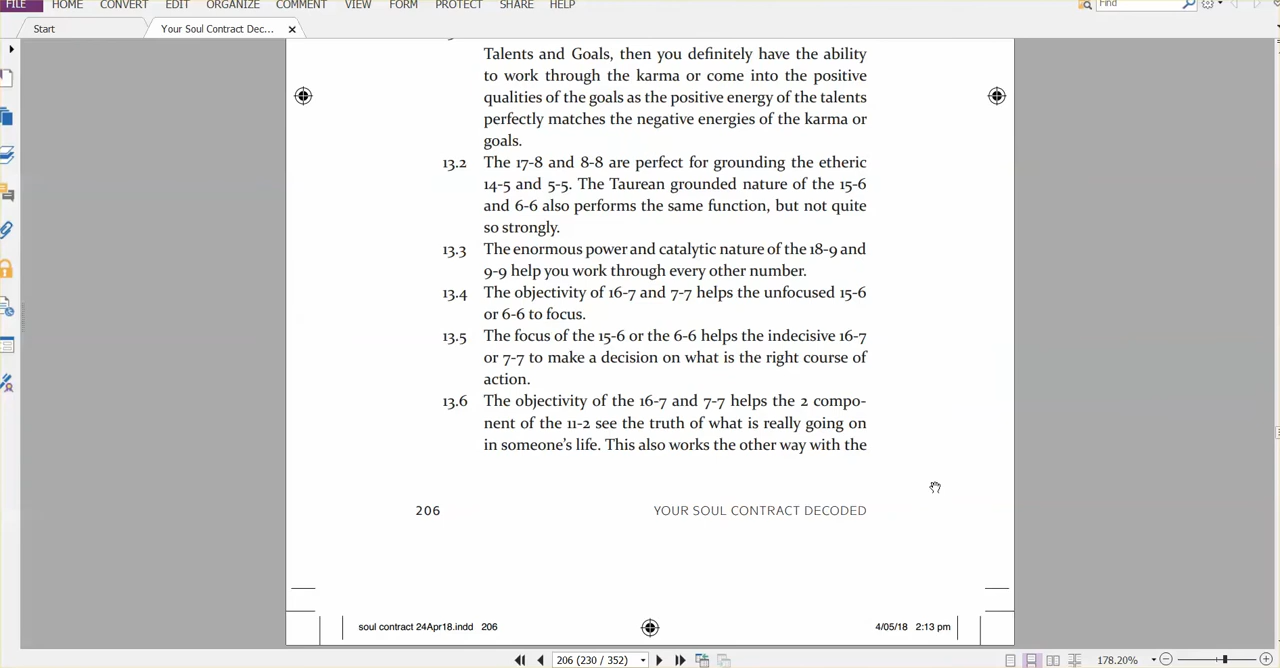 FILE HOME CONVERT EDIT ORGANIZE COMMENT VIEW FORM PROTECT SHARE HELP Find
Start Your Soul Contract Dec...
Talents and Goals, then you definitely have the ability
to work through the karma or come into the positive
qualities of the goals as the positive energy of the talents
perfectly matches the negative energies of the karma or
goals.
13.2 The 17-8 and 8-8 are perfect for grounding the etheric
14-5 and 5-5. The Taurean grounded nature of the 15-6
and 6-6 also performs the same function, but not quite
so strongly.
13.3 The enormous power and catalytic nature of the 18-9 and
9-9 help you work through every other number.
13.4 The objectivity of 16-7 and 7-7 helps the unfocused 15-6
or 6-6 to focus.
13.5 The focus of the 15-6 or the 6-6 helps the indecisive 16-7
or 7-7 to make a decision on what is the right course of
action.
13.6 The objectivity of the 16-7 and 7-7 helps the 2 compo-
nent of the 11-2 see the truth of what is really going on
in someone's life. This also works the other way with the
206 YOUR SOUL CONTRACT DECODED
soul contract 24Apr18.indd 206 4/05/18 2:13 pm
206 (230 / 352) 178.20%